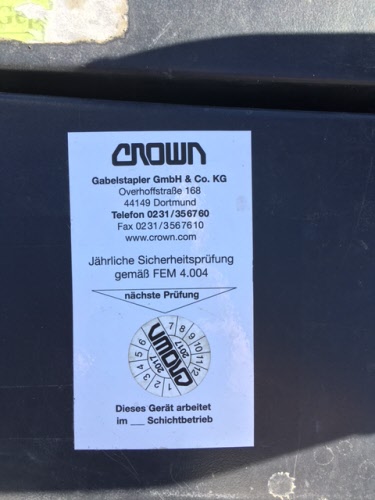 CROWN
Gabelstapler GmbH & Co. KG
Overhoffstraße 168
44149 Dortmund
Telefon 0231/356760
Fax 0231/3567610
www.crown.com
Jährliche Sicherheitsprüfung
gemäß FEM 4.004
nächste Prüfung
1 2 3 4 5 6 7 8 9 10 11 12
2017
CROWN
2017
Dieses Gerät arbeitet
im ___ Schichtbetrieb